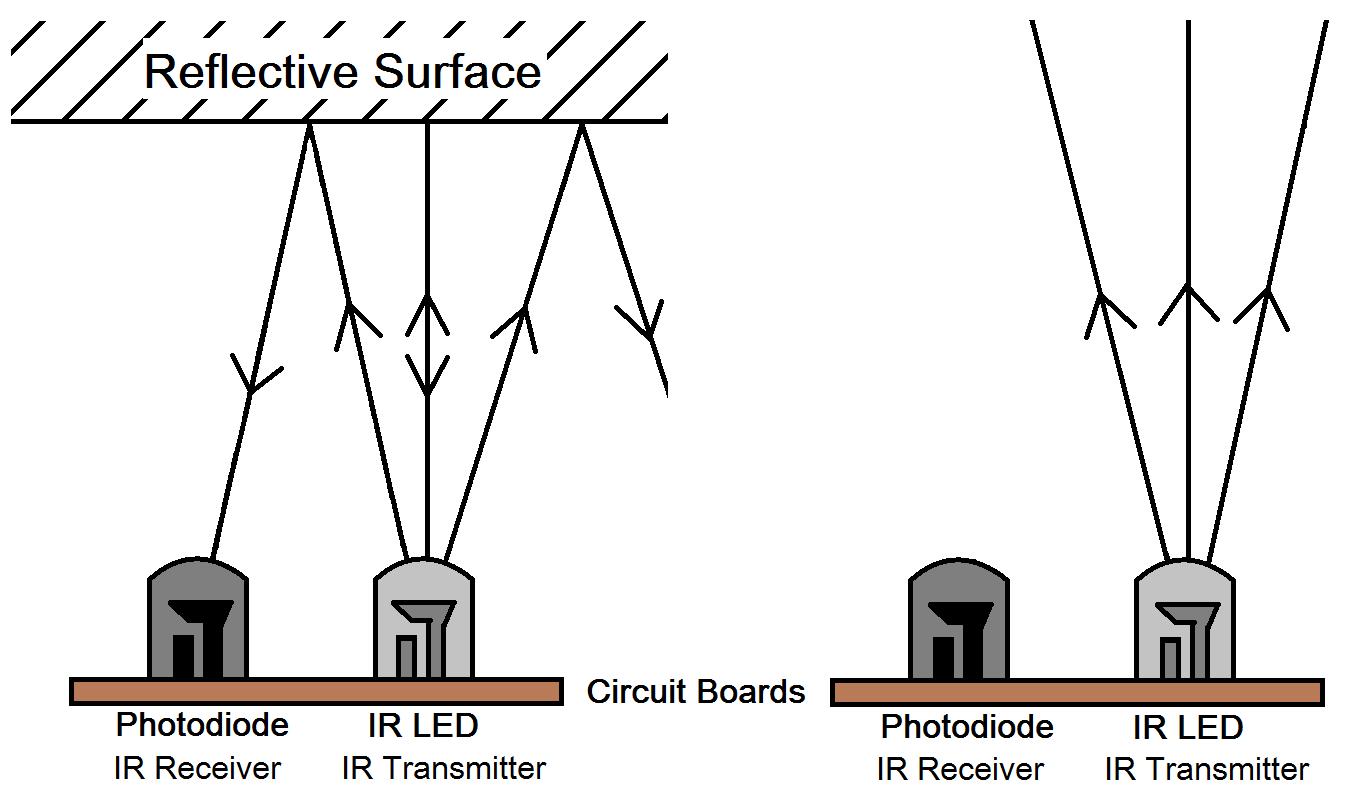 Reflective Surface
Circuit Boards
Photodiode
IR LED
IR Receiver
IR Transmitter
Photodiode
IR LED
IR Receiver
IR Transmitter